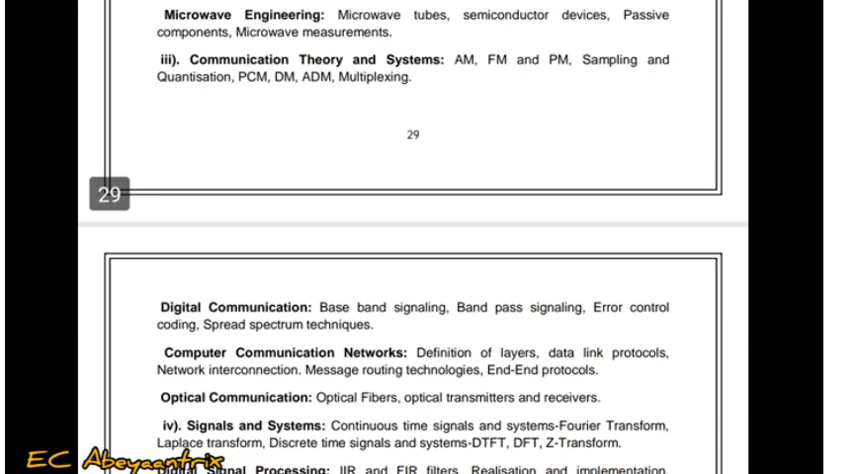 Microwave Engineering: Microwave tubes, semiconductor devices, Passive
components, Microwave measurements.
iii). Communication Theory and Systems: AM, FM and PM, Sampling and
Quantisation, PCM, DM, ADM, Multiplexing.
29
29
Digital Communication: Base band signaling, Band pass signaling, Error control
coding, Spread spectrum techniques.
Computer Communication Networks: Definition of layers, data link protocols,
Network interconnection. Message routing technologies, End-End protocols.
Optical Communication: Optical Fibers, optical transmitters and receivers.
iv). Signals and Systems: Continuous time signals and systems-Fourier Transform,
Laplace transform, Discrete time signals and systems-DTFT, DFT, Z-Transform.
EC Abeyaantrix
Digital Signal Processing: IIR and FIR filters, Realisation and implementation,